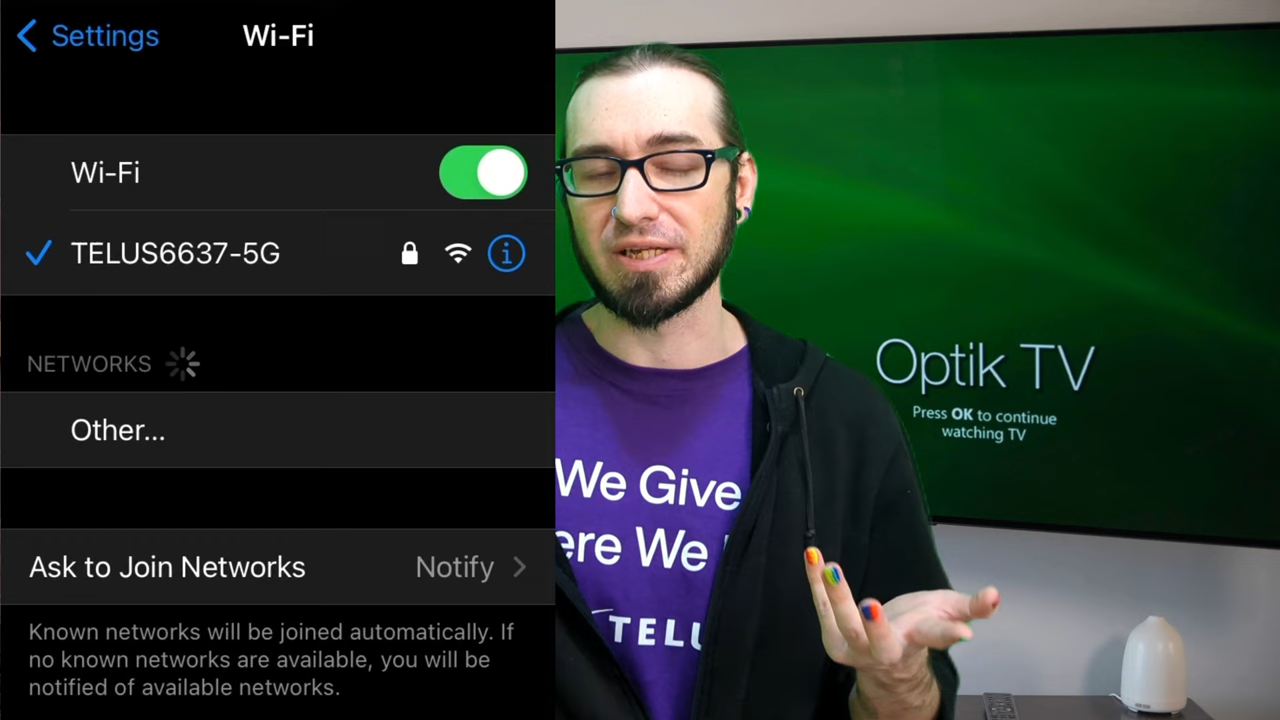 Settings
Wi-Fi
Wi-Fi
TELUS6637-5G
NETWORKS
Other...
Ask to Join Networks
Notify
Known networks will be joined automatically. If
no known networks are available, you will be
notified of available networks.
We Give
ere We
TELU
Optik TV
Press OK to continue
watching TV